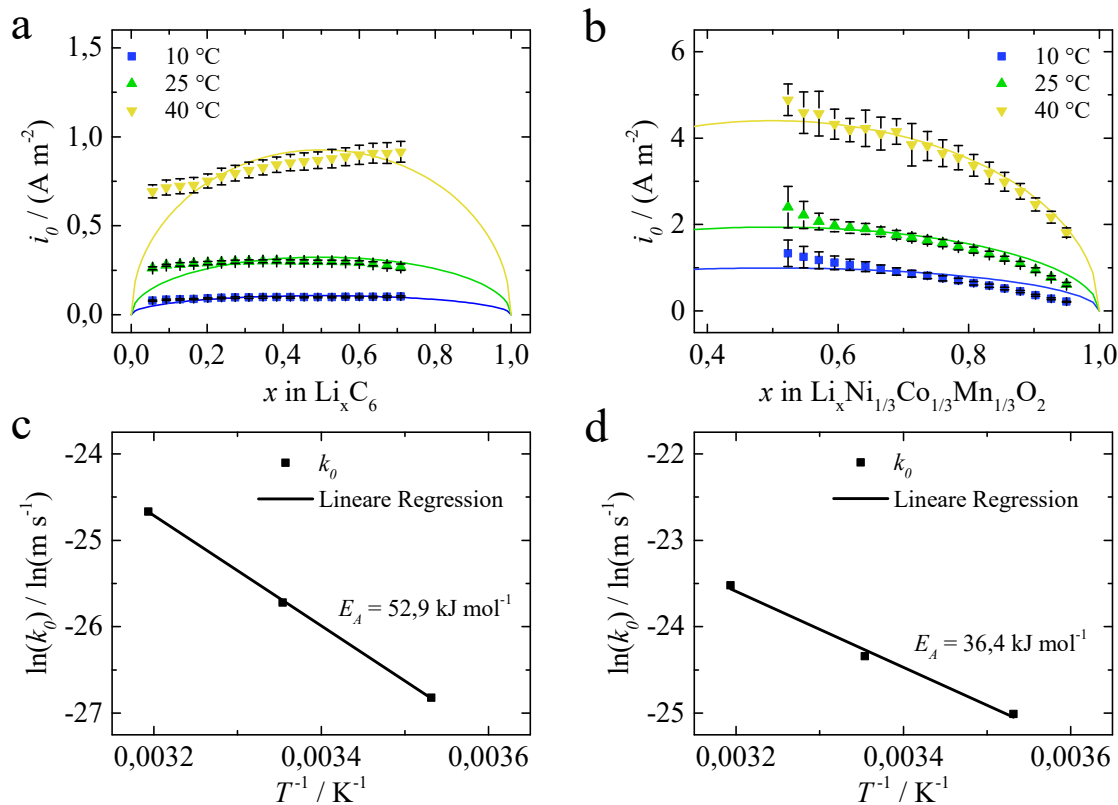 a
1,5
1,0
0,5
0,0
i₀ / (A m⁻²)
10 °C
25 °C
40 °C
0,0 0,2 0,4 0,6 0,8 1,0
x in LiₓC₆
b
6
4
2
0
i₀ / (A m⁻²)
10 °C
25 °C
40 °C
0,4 0,6 0,8 1,0
x in LiₓNi₁/₃Co₁/₃Mn₁/₃O₂
c
-24
-25
-26
-27
ln(k₀) / ln(m s⁻¹)
k₀
Lineare Regression
E_A = 52,9 kJ mol⁻¹
0,0032 0,0034 0,0036
T⁻¹ / K⁻¹
d
-22
-23
-24
-25
ln(k₀) / ln(m s⁻¹)
k₀
Lineare Regression
E_A = 36,4 kJ mol⁻¹
0,0032 0,0034 0,0036
T⁻¹ / K⁻¹